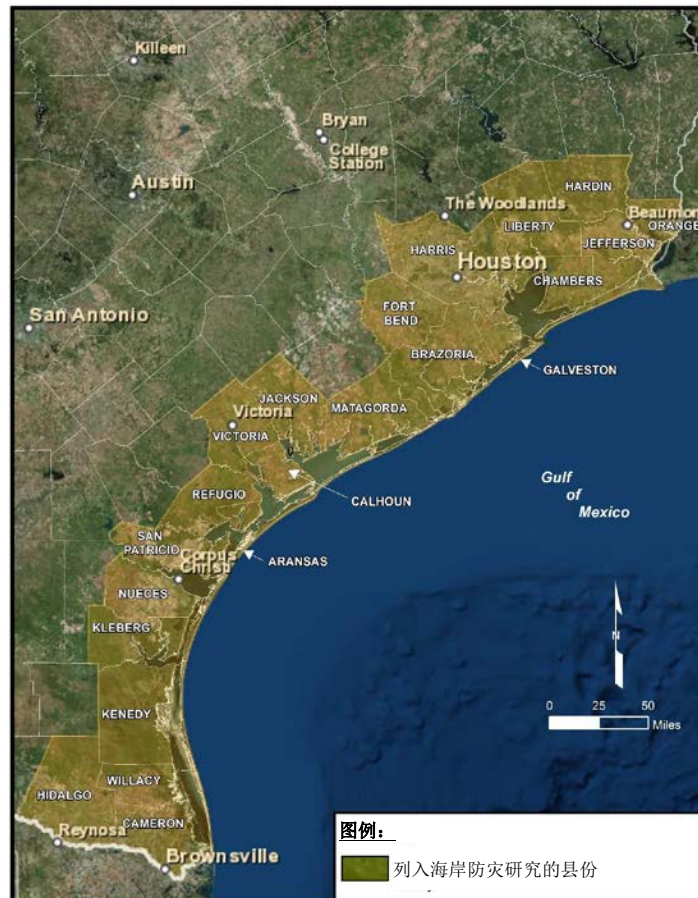 Killeen
Bryan
College
Station
Austin
The Woodlands
HARDIN
Beaumon
ORANGE
LIBERTY
JEFFERSON
HARRIS
Houston
CHAMBERS
San Antonio
FORT
BEND
BRAZORIA
GALVESTON
JACKSON
MATAGORDA
Victoria
VICTORIA
REFUGIO
CALHOUN
Gulf
of
Mexico
SAN
PATRICIO
Corpus
Christi
ARANSAS
NUECES
KLEBERG
N
KENEDY
0 25 50
Miles
WILLACY
HIDALGO
CAMERON
Reynosa
Brownsville
图例：
列入海岸防灾研究的县份